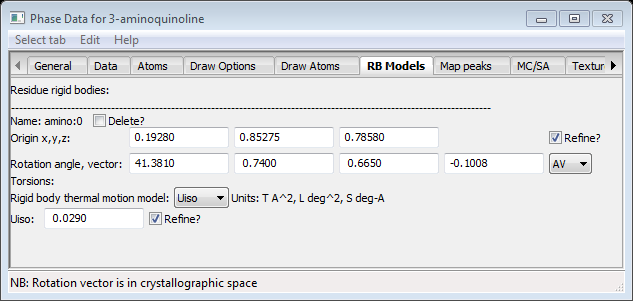 Phase Data for 3-aminoquinoline
Select tab Edit Help
General Data Atoms Draw Options Draw Atoms RB Models Map peaks MC/SA Texture
Residue rigid bodies:
Name: amino:0 Delete?
Origin x,y,z: 0.19280 0.85275 0.78580 Refine?
Rotation angle, vector: 41.3810 0.7400 0.6650 -0.1008 AV
Torsions:
Rigid body thermal motion model: Uiso Units: T A^2, L deg^2, S deg-A
Uiso: 0.0290 Refine?
NB: Rotation vector is in crystallographic space